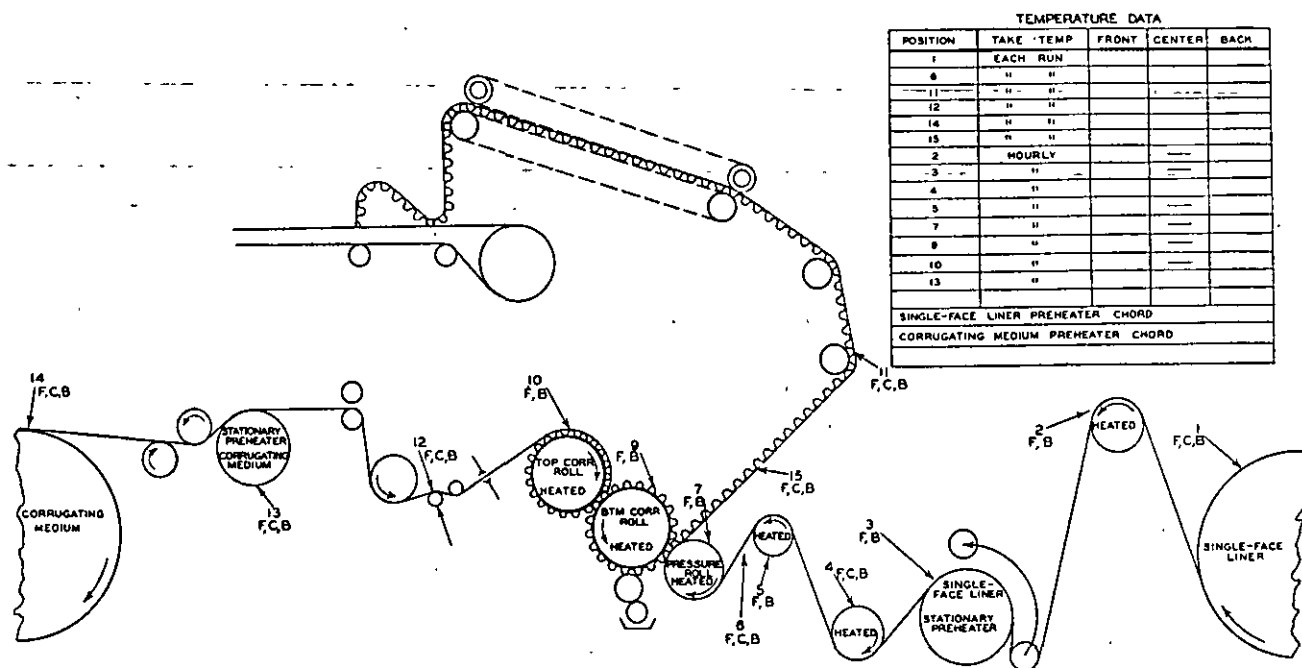 TEMPERATURE DATA
POSITION TAKE TEMP FRONT CENTER BACK
1 EACH RUN
6 " "
11 " "
12 " "
14 " "
15 " "
2 HOURLY —
3 " —
4 "
5 " —
7 " —
9 " —
10 " —
13 "
SINGLE-FACE LINER PREHEATER CHORD
CORRUGATING MEDIUM PREHEATER CHORD
14
F,C,B
CORRUGATING
MEDIUM
STATIONARY
PREHEATER
CORRUGATING
MEDIUM
13
F,C,B
12
F,C,B
10
F,B
TOP CORR
ROLL
HEATED
9
F,B
BTM CORR
ROLL
HEATED
7
F,B
PRESSURE
ROLL
HEATED
15
F,C,B
11
F,C,B
6
F,C,B
HEATED
5
F,B
4
F,C,B
HEATED
3
F,B
SINGLE-
FACE LINER
STATIONARY
PREHEATER
2
F,B
HEATED
1
F,C,B
SINGLE-FACE
LINER